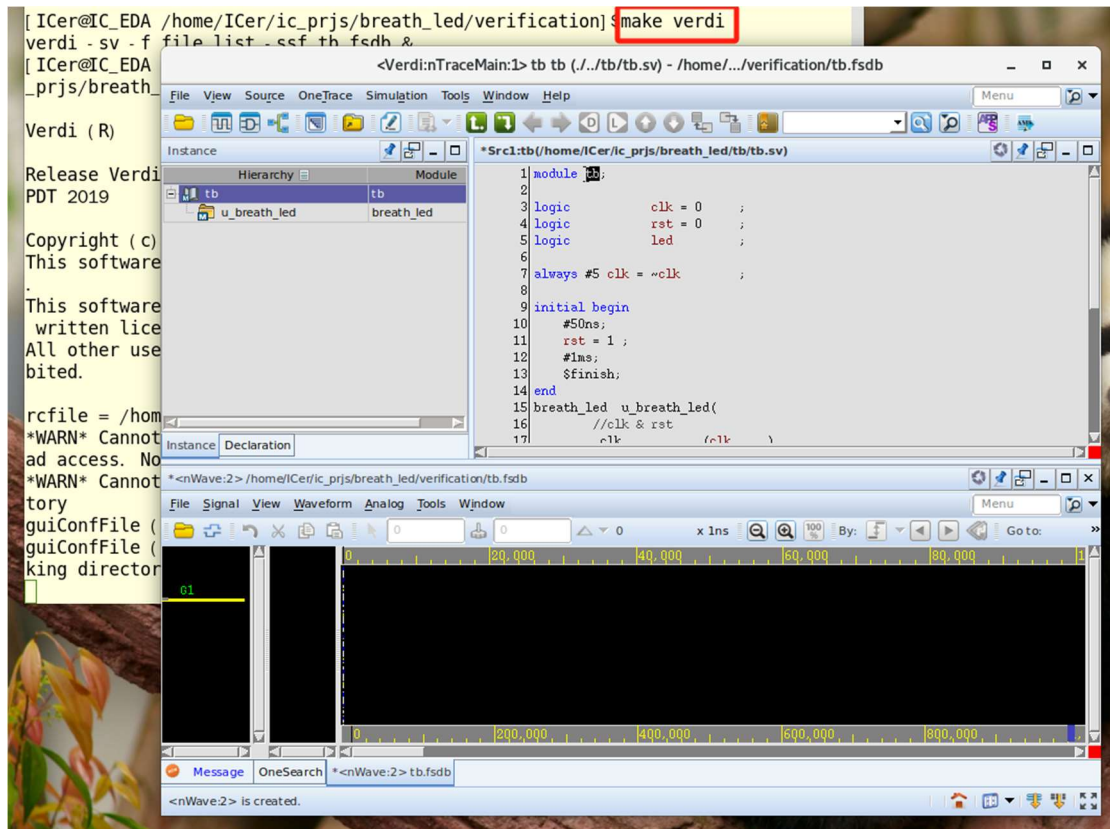 [ICer@IC_EDA /home/ICer/ic_prjs/breath_led/verification]$make verdi
verdi -sv -f file_list -ssf tb.fsdb &
[ICer@IC_EDA
_prjs/breath_
Verdi (R)
Release Verdi
PDT 2019
Copyright (c)
This software
.
This software
written lice
All other use
bited.
rcfile = /hom
*WARN* Cannot
ad access. No
*WARN* Cannot
tory
guiConfFile (
guiConfFile (
king director
<Verdi:nTraceMain:1> tb tb (./../tb/tb.sv) - /home/.../verification/tb.fsdb
File View Source OneTrace Simulation Tools Window Help
Menu
Instance
Hierarchy Module
tb tb
u_breath_led breath_led
Instance Declaration
*Src1:tb(/home/ICer/ic_prjs/breath_led/tb/tb.sv)
1 module tb;
2
3 logic clk = 0 ;
4 logic rst = 0 ;
5 logic led ;
6
7 always #5 clk = ~clk ;
8
9 initial begin
10 #50ns;
11 rst = 1 ;
12 #1ms;
13 $finish;
14 end
15 breath_led u_breath_led(
16 //clk & rst
17 clk (clk )
*<nWave:2> /home/ICer/ic_prjs/breath_led/verification/tb.fsdb
File Signal View Waveform Analog Tools Window
Menu
0 0 0 x 1ns 100 % By: Go to: »
0 20,000 40,000 60,000 80,000 1
G1
0 200,000 400,000 600,000 800,000
Message OneSearch *<nWave:2> tb.fsdb
<nWave:2> is created.